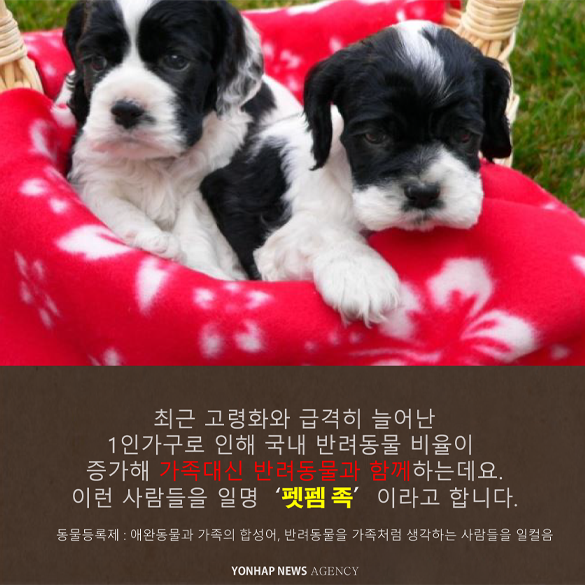 최근 고령화와 급격히 늘어난
1인가구로 인해 국내 반려동물 비율이
증가해 가족대신 반려동물과 함께하는데요.
이런 사람들을 일명 ‘펫펨족’ 이라고 합니다.
동물등록제 : 애완동물과 가족의 합성어, 반려동물을 가족처럼 생각하는 사람들을 일컬음
YONHAP NEWS AGENCY